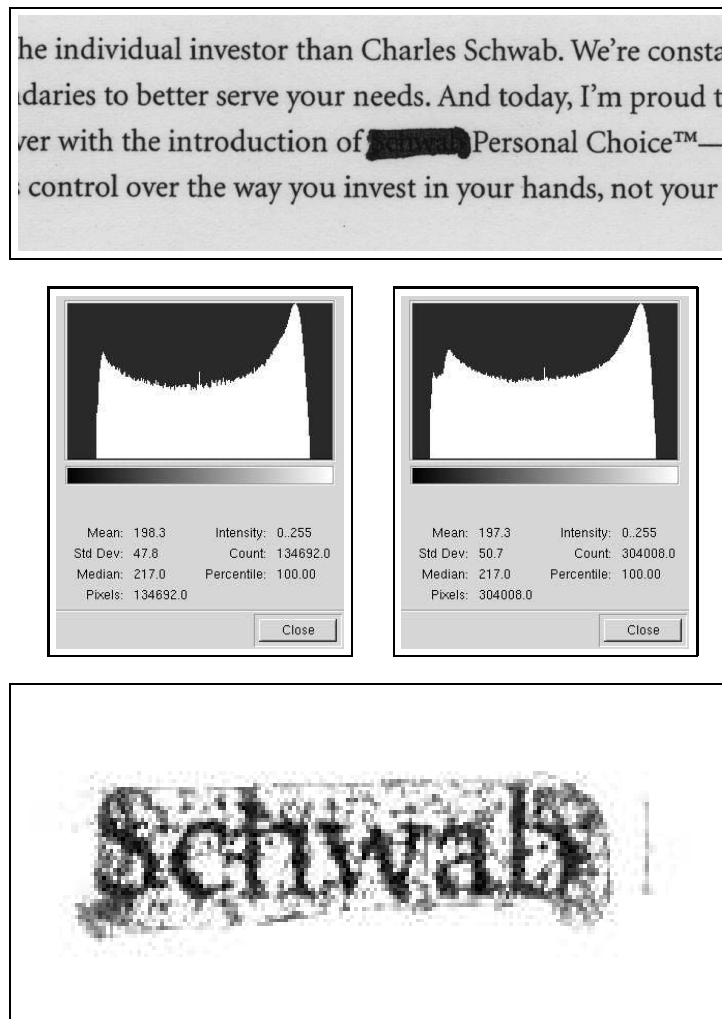 he individual investor than Charles Schwab. We're consta
daries to better serve your needs. And today, I'm proud t
ver with the introduction of Schwab Personal Choice™—
s control over the way you invest in your hands, not your
Mean: 198.3 Intensity: 0..255
Std Dev: 47.8 Count: 134692.0
Median: 217.0 Percentile: 100.00
Pixels: 134692.0
Close
Mean: 197.3 Intensity: 0..255
Std Dev: 50.7 Count: 304008.0
Median: 217.0 Percentile: 100.00
Pixels: 304008.0
Close
Schwab